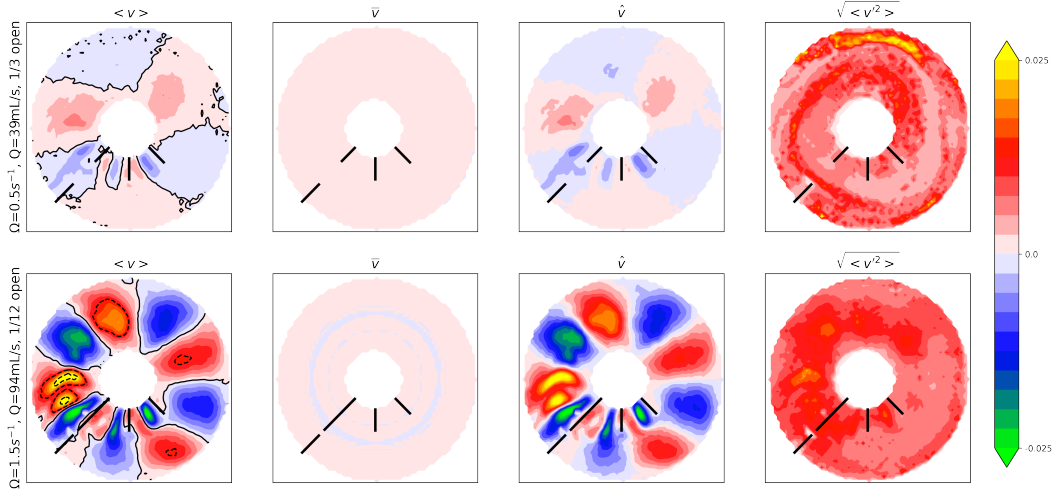 < v >
v̅
v̂
√<v′²>
Ω=0.5s⁻¹, Q=39mL/s, 1/3 open
0.025
0.0
-0.025
< v >
v̅
v̂
√<v′²>
Ω=1.5s⁻¹, Q=94mL/s, 1/12 open